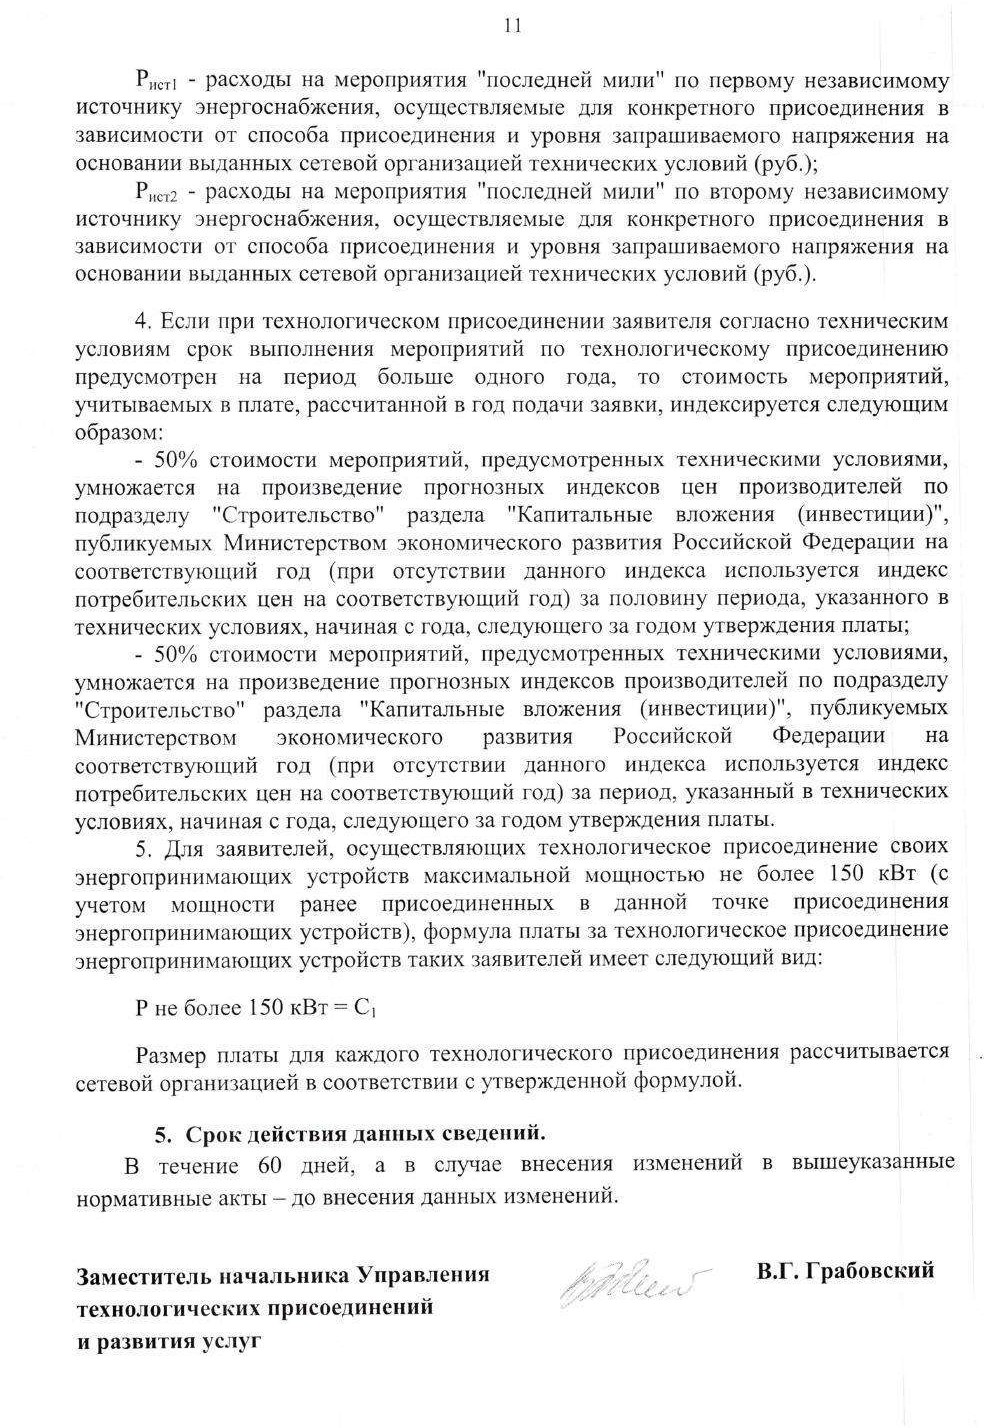 11
Рист1 - расходы на мероприятия "последней мили" по первому независимому
источнику энергоснабжения, осуществляемые для конкретного присоединения в
зависимости от способа присоединения и уровня запрашиваемого напряжения на
основании выданных сетевой организацией технических условий (руб.);
Рист2 - расходы на мероприятия "последней мили" по второму независимому
источнику энергоснабжения, осуществляемые для конкретного присоединения в
зависимости от способа присоединения и уровня запрашиваемого напряжения на
основании выданных сетевой организацией технических условий (руб.).
4. Если при технологическом присоединении заявителя согласно техническим
условиям срок выполнения мероприятий по технологическому присоединению
предусмотрен на период больше одного года, то стоимость мероприятий,
учитываемых в плате, рассчитанной в год подачи заявки, индексируется следующим
образом:
- 50% стоимости мероприятий, предусмотренных техническими условиями,
умножается на произведение прогнозных индексов цен производителей по
подразделу "Строительство" раздела "Капитальные вложения (инвестиции)",
публикуемых Министерством экономического развития Российской Федерации на
соответствующий год (при отсутствии данного индекса используется индекс
потребительских цен на соответствующий год) за половину периода, указанного в
технических условиях, начиная с года, следующего за годом утверждения платы;
- 50% стоимости мероприятий, предусмотренных техническими условиями,
умножается на произведение прогнозных индексов производителей по подразделу
"Строительство" раздела "Капитальные вложения (инвестиции)", публикуемых
Министерством экономического развития Российской Федерации на
соответствующий год (при отсутствии данного индекса используется индекс
потребительских цен на соответствующий год) за период, указанный в технических
условиях, начиная с года, следующего за годом утверждения платы.
5. Для заявителей, осуществляющих технологическое присоединение своих
энергопринимающих устройств максимальной мощностью не более 150 кВт (с
учетом мощности ранее присоединенных в данной точке присоединения
энергопринимающих устройств), формула платы за технологическое присоединение
энергопринимающих устройств таких заявителей имеет следующий вид:
Р не более 150 кВт = С1
Размер платы для каждого технологического присоединения рассчитывается
сетевой организацией в соответствии с утвержденной формулой.
5. Срок действия данных сведений.
В течение 60 дней, а в случае внесения изменений в вышеуказанные
нормативные акты – до внесения данных изменений.
Заместитель начальника Управления
технологических присоединений
и развития услуг
В.Г. Грабовский